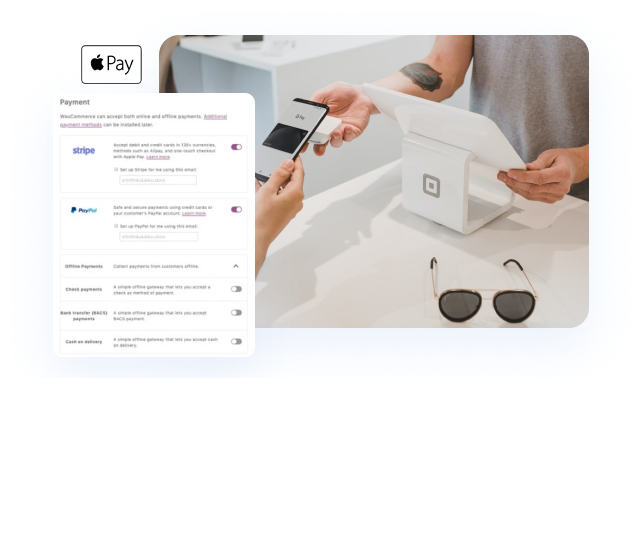 Pay
Payment
WooCommerce can accept both online and offline payments. Additional
payment methods can be installed later.
stripe
Accept debit and credit cards in 135+ currencies,
methods such as Alipay, and one-touch checkout
with Apple Pay. Learn more.
Set up Stripe for me using this email:
PayPal
Safe and secure payments using credit cards or
your customer's PayPal account. Learn more.
Set up PayPal for me using this email:
Offline Payments
Collect payments from customers offline.
Check payments
A simple offline gateway that lets you accept a
check as method of payment.
Bank transfer (BACS)
payments
A simple offline gateway that lets you accept
BACS payment.
Cash on delivery
A simple offline gateway that lets you accept cash
on delivery.
G Pay